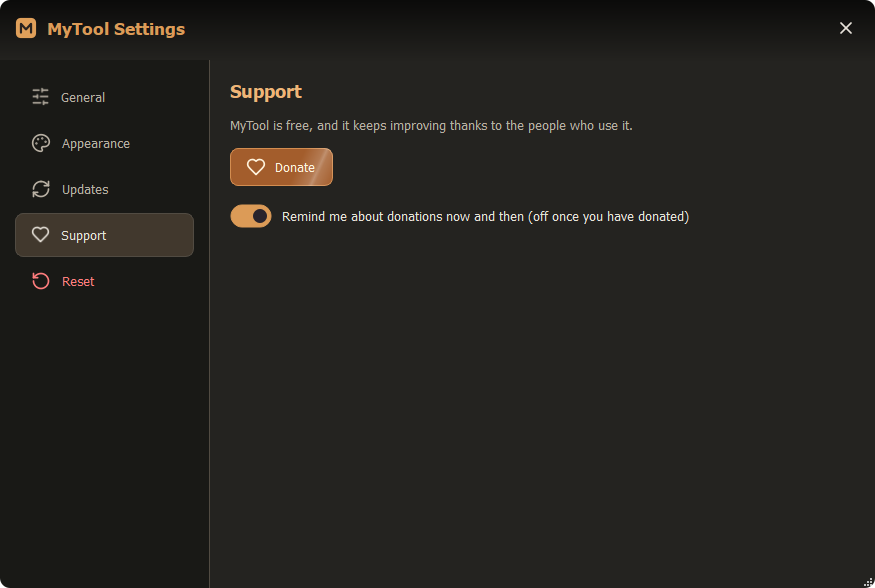 M MyTool Settings
General
Appearance
Updates
Support
Reset
Support
MyTool is free, and it keeps improving thanks to the people who use it.
Donate
Remind me about donations now and then (off once you have donated)